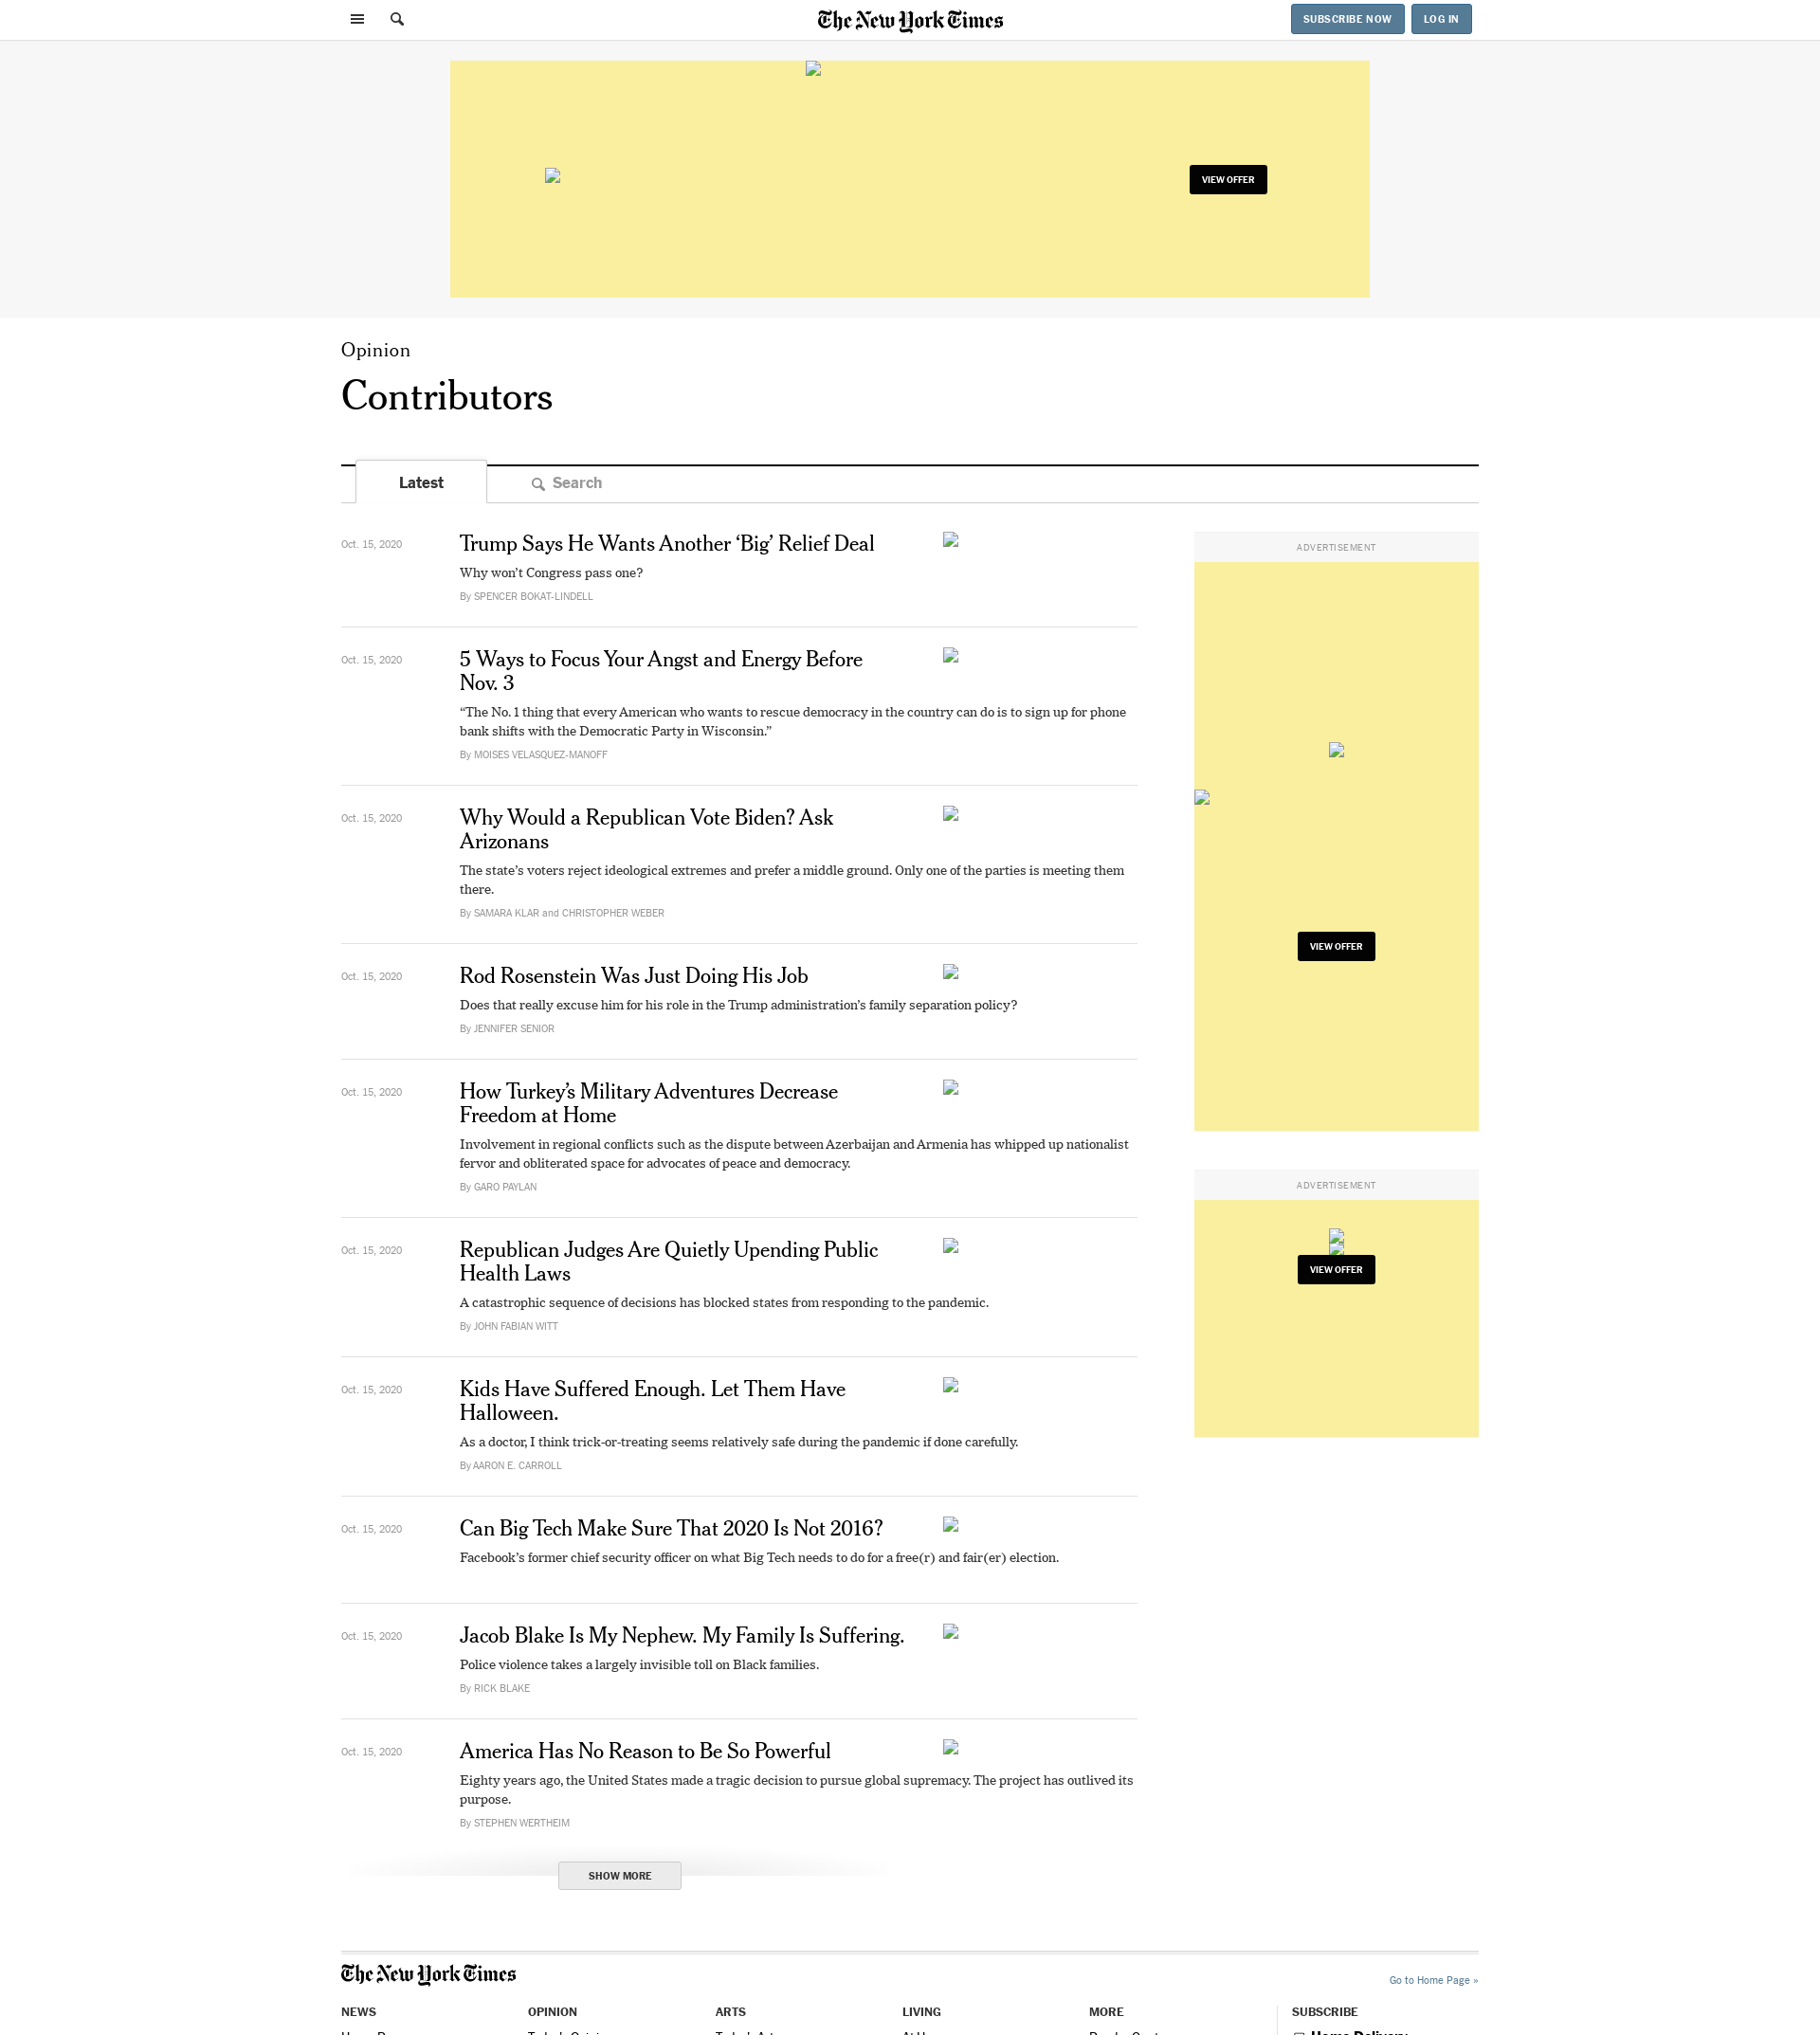 The New York Times
SUBSCRIBE NOW
LOG IN
VIEW OFFER
Opinion
Contributors
Latest
Search
Oct. 15, 2020
Trump Says He Wants Another ‘Big’ Relief Deal
Why won’t Congress pass one?
By SPENCER BOKAT-LINDELL
Oct. 15, 2020
5 Ways to Focus Your Angst and Energy Before
Nov. 3
“The No. 1 thing that every American who wants to rescue democracy in the country can do is to sign up for phone
bank shifts with the Democratic Party in Wisconsin.”
By MOISES VELASQUEZ-MANOFF
Oct. 15, 2020
Why Would a Republican Vote Biden? Ask
Arizonans
The state’s voters reject ideological extremes and prefer a middle ground. Only one of the parties is meeting them
there.
By SAMARA KLAR and CHRISTOPHER WEBER
Oct. 15, 2020
Rod Rosenstein Was Just Doing His Job
Does that really excuse him for his role in the Trump administration’s family separation policy?
By JENNIFER SENIOR
Oct. 15, 2020
How Turkey’s Military Adventures Decrease
Freedom at Home
Involvement in regional conflicts such as the dispute between Azerbaijan and Armenia has whipped up nationalist
fervor and obliterated space for advocates of peace and democracy.
By GARO PAYLAN
Oct. 15, 2020
Republican Judges Are Quietly Upending Public
Health Laws
A catastrophic sequence of decisions has blocked states from responding to the pandemic.
By JOHN FABIAN WITT
Oct. 15, 2020
Kids Have Suffered Enough. Let Them Have
Halloween.
As a doctor, I think trick-or-treating seems relatively safe during the pandemic if done carefully.
By AARON E. CARROLL
Oct. 15, 2020
Can Big Tech Make Sure That 2020 Is Not 2016?
Facebook’s former chief security officer on what Big Tech needs to do for a free(r) and fair(er) election.
Oct. 15, 2020
Jacob Blake Is My Nephew. My Family Is Suffering.
Police violence takes a largely invisible toll on Black families.
By RICK BLAKE
Oct. 15, 2020
America Has No Reason to Be So Powerful
Eighty years ago, the United States made a tragic decision to pursue global supremacy. The project has outlived its
purpose.
By STEPHEN WERTHEIM
SHOW MORE
ADVERTISEMENT
VIEW OFFER
ADVERTISEMENT
VIEW OFFER
The New York Times
Go to Home Page »
NEWS
OPINION
ARTS
LIVING
MORE
SUBSCRIBE